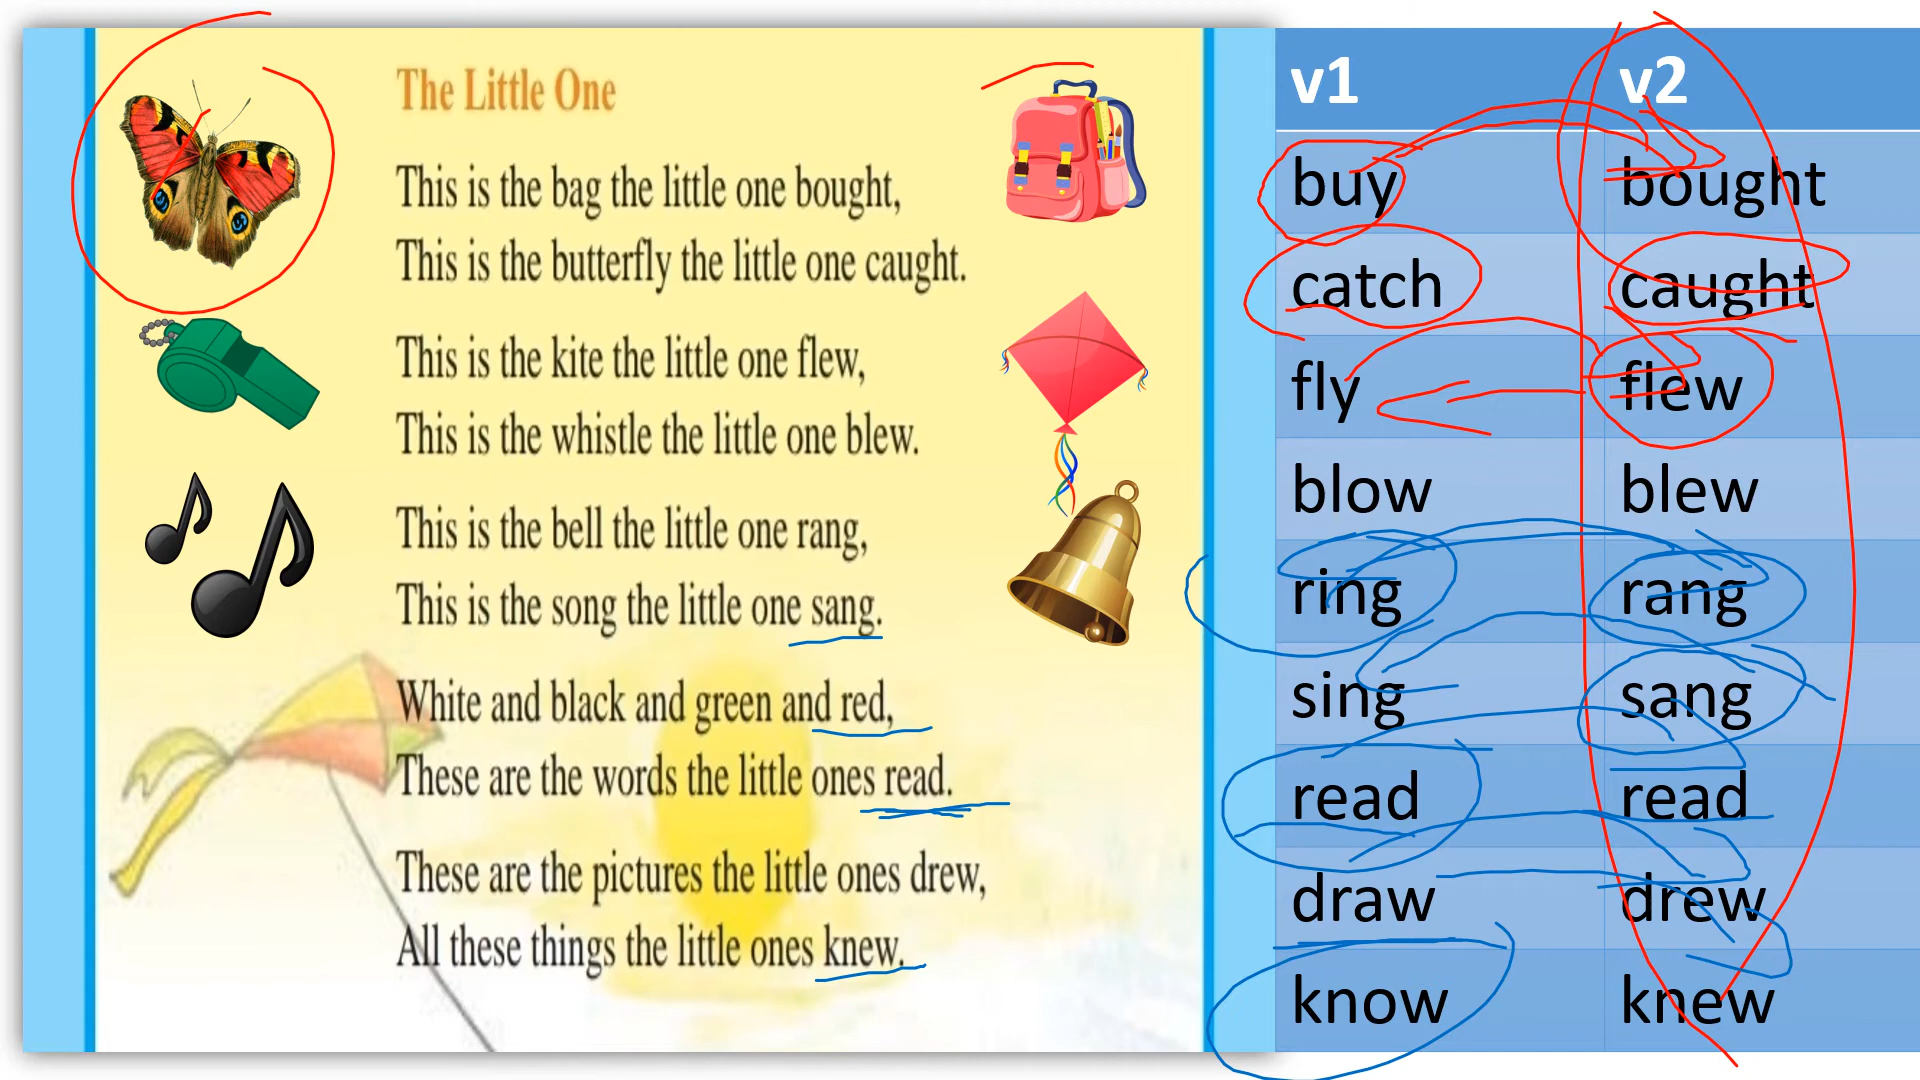 The Little One
This is the bag the little one bought,
This is the butterfly the little one caught.
This is the kite the little one flew,
This is the whistle the little one blew.
This is the bell the little one rang,
This is the song the little one sang.
White and black and green and red,
These are the words the little ones read.
These are the pictures the little ones drew,
All these things the little ones knew.
v1 v2
buy bought
catch caught
fly flew
blow blew
ring rang
sing sang
read read
draw drew
know knew